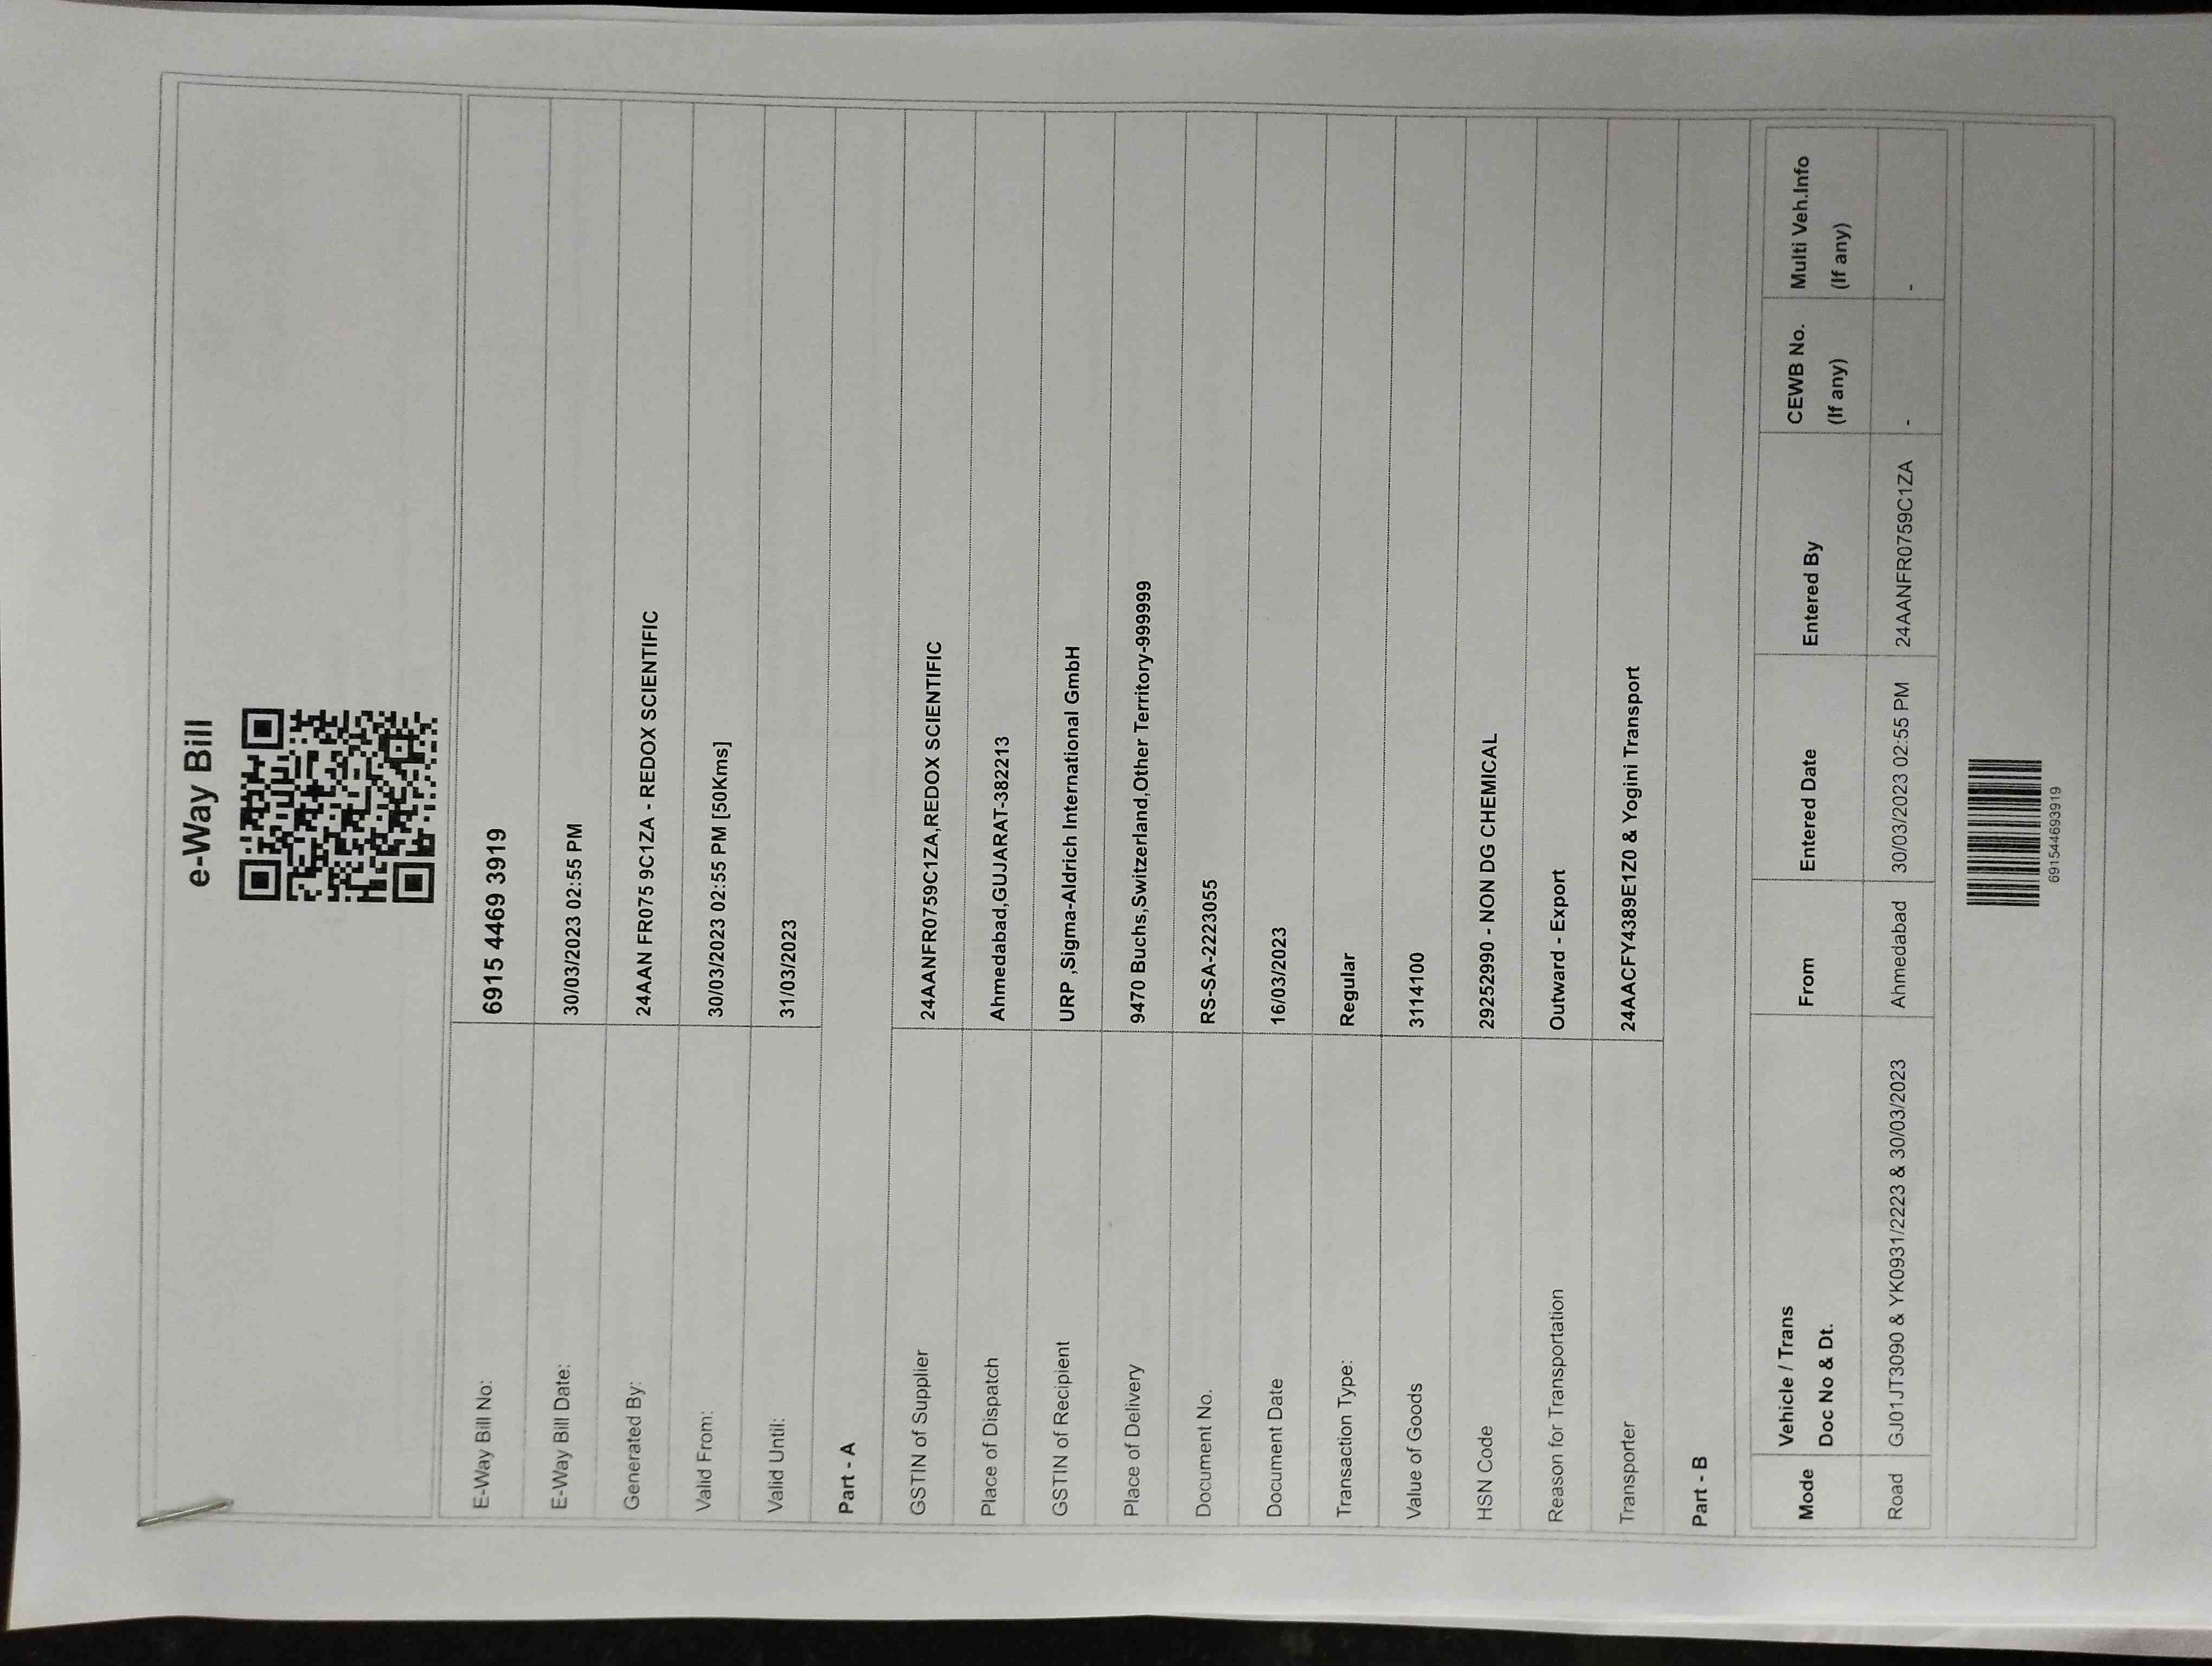 e-Way Bill
E-Way Bill No: 6915 4469 3919
E-Way Bill Date: 30/03/2023 02:55 PM
Generated By: 24AAN FR075 9C1ZA - REDOX SCIENTIFIC
Valid From: 30/03/2023 02:55 PM [50Kms]
Valid Until: 31/03/2023
Part - A
GSTIN of Supplier 24AANFR0759C1ZA,REDOX SCIENTIFIC
Place of Dispatch Ahmedabad,GUJARAT-382213
GSTIN of Recipient URP ,Sigma-Aldrich International GmbH
Place of Delivery 9470 Buchs,Switzerland,Other Territory-999999
Document No. RS-SA-2223055
Document Date 16/03/2023
Transaction Type: Regular
Value of Goods 3114100
HSN Code 29252990 - NON DG CHEMICAL
Reason for Transportation Outward - Export
Transporter 24AACFY4389E1Z0 & Yogini Transport
Part - B
Mode Vehicle / Trans Doc No & Dt. From Entered Date Entered By CEWB No. (If any) Multi Veh.Info (If any)
Road GJ01JT3090 & YK0931/2223 & 30/03/2023 Ahmedabad 30/03/2023 02:55 PM 24AANFR0759C1ZA - -
691544693919